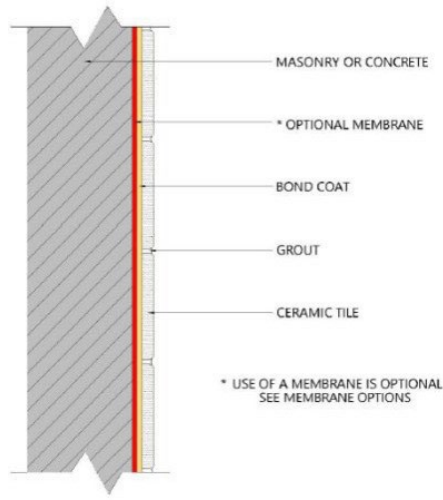 MASONRY OR CONCRETE
* OPTIONAL MEMBRANE
BOND COAT
GROUT
CERAMIC TILE
* USE OF A MEMBRANE IS OPTIONAL
SEE MEMBRANE OPTIONS